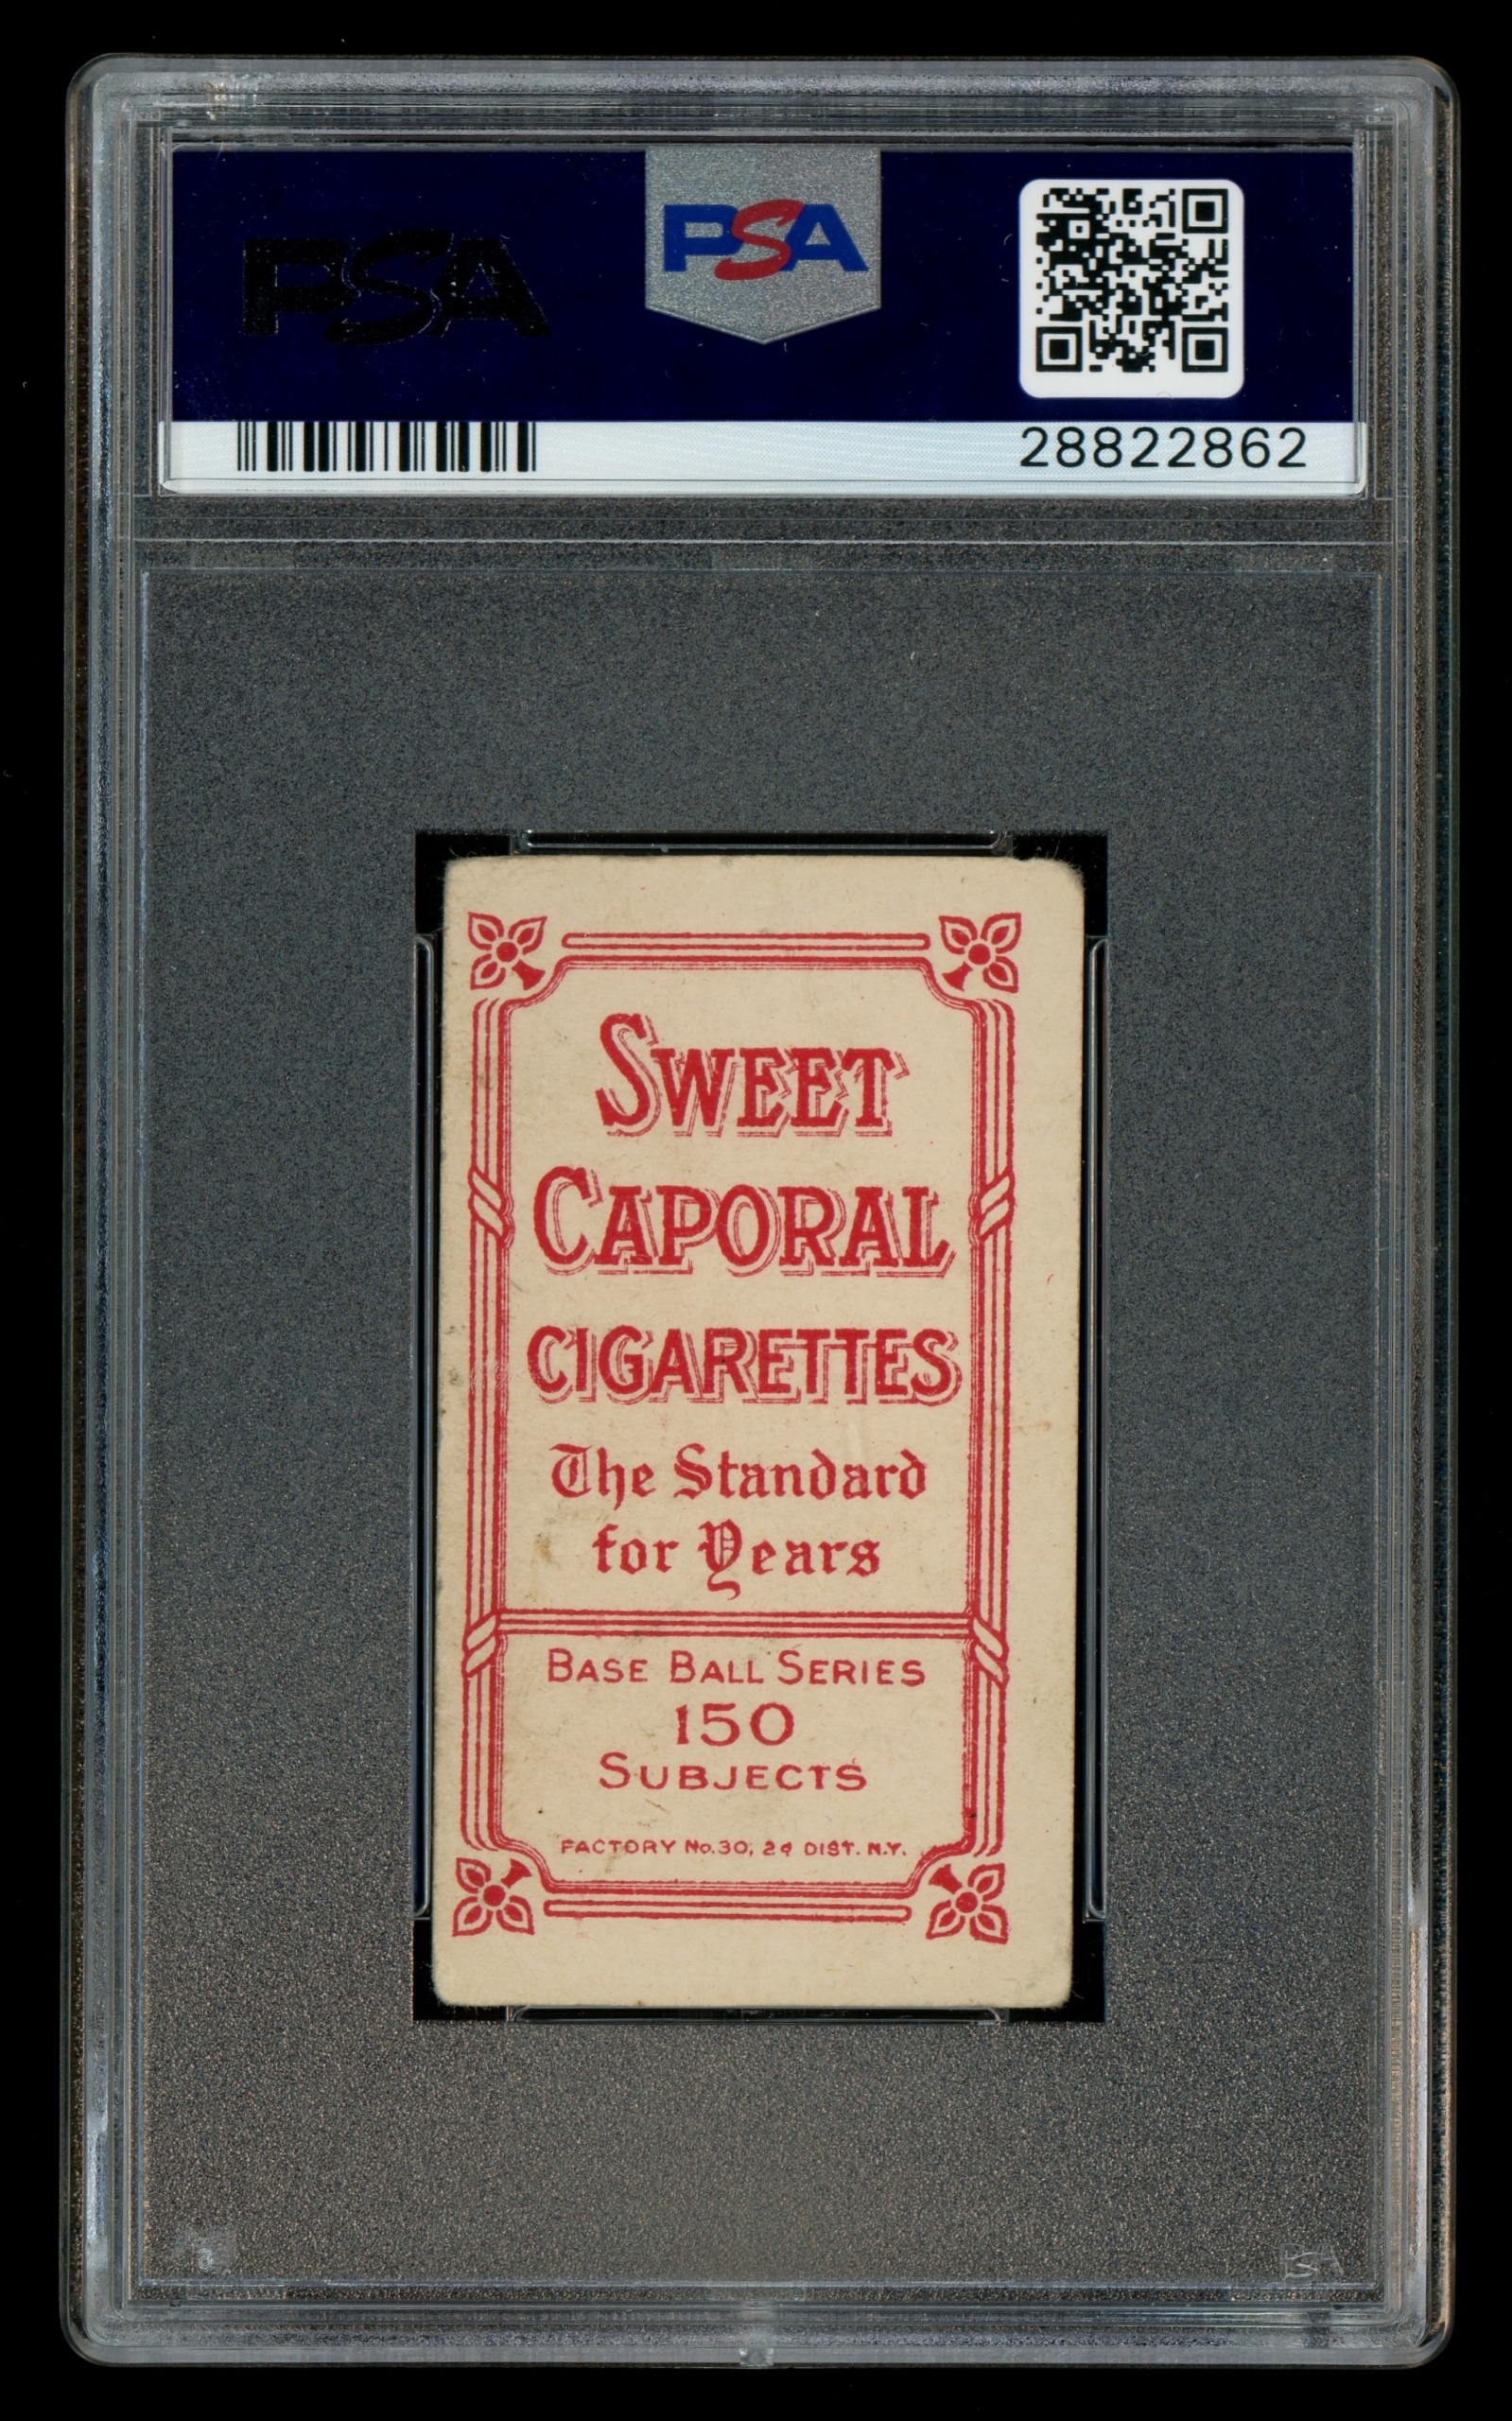 PSA
PSA
28822862
SWEET
CAPORAL
CIGARETTES
The Standard
for Years
BASE BALL SERIES
150
SUBJECTS
FACTORY No. 30, 2d DIST. N.Y.
PSA